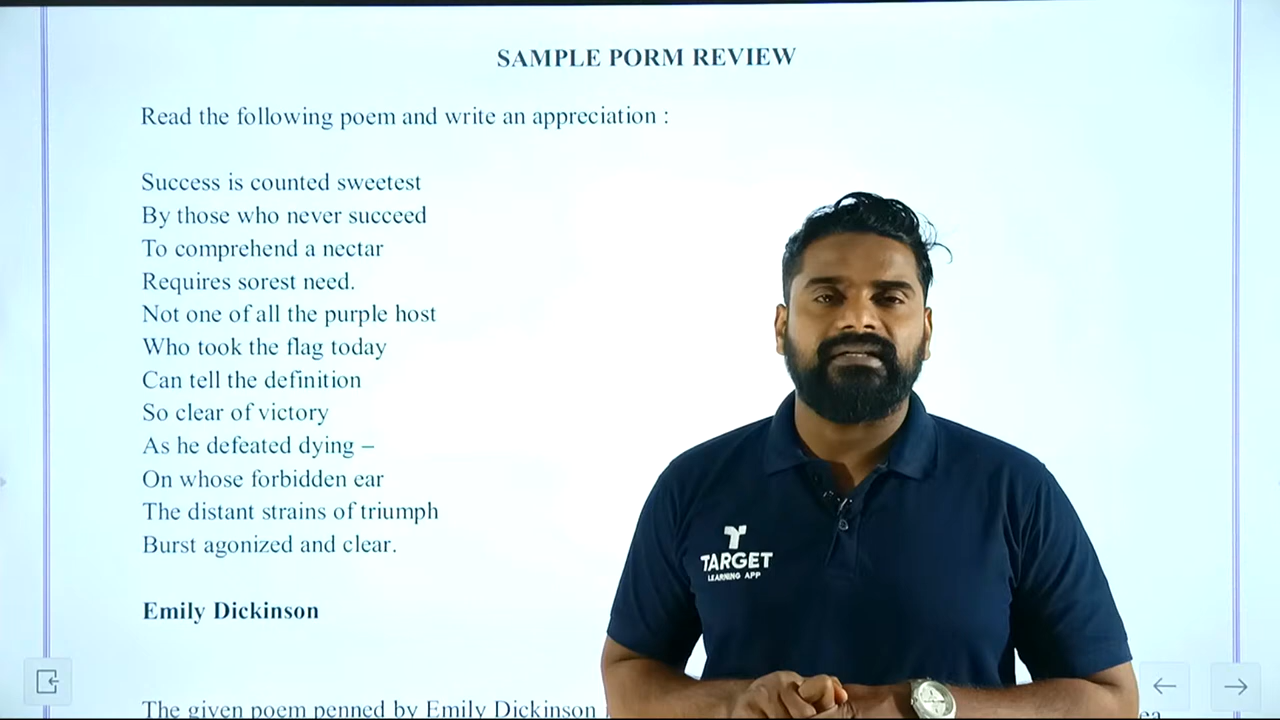 SAMPLE PORM REVIEW
Read the following poem and write an appreciation :
Success is counted sweetest
By those who never succeed
To comprehend a nectar
Requires sorest need.
Not one of all the purple host
Who took the flag today
Can tell the definition
So clear of victory
As he defeated dying –
On whose forbidden ear
The distant strains of triumph
Burst agonized and clear.
Emily Dickinson
The given poem penned by Emily Dickinson
TARGET
LEARNING APP